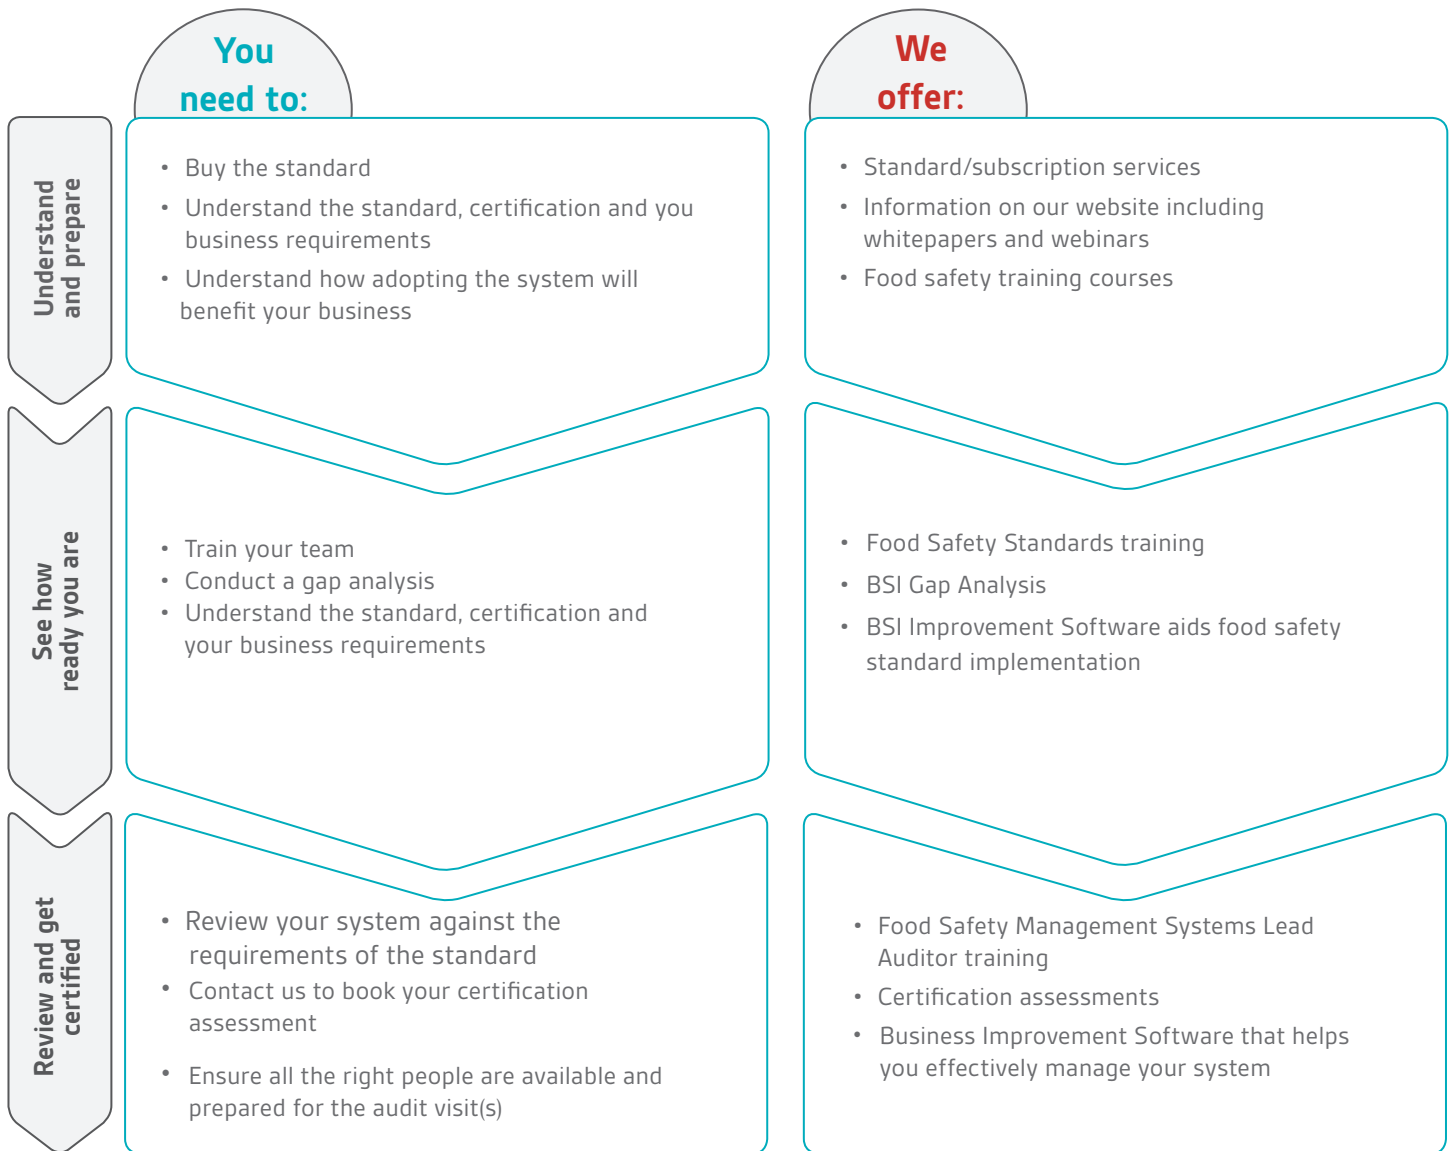 You
need to:
We
offer:
Understand
and prepare
• Buy the standard
• Understand the standard, certification and you
business requirements
• Understand how adopting the system will
benefit your business
• Standard/subscription services
• Information on our website including
whitepapers and webinars
• Food safety training courses
See how
ready you are
• Train your team
• Conduct a gap analysis
• Understand the standard, certification and
your business requirements
• Food Safety Standards training
• BSI Gap Analysis
• BSI Improvement Software aids food safety
standard implementation
Review and get
certified
• Review your system against the
requirements of the standard
• Contact us to book your certification
assessment
• Ensure all the right people are available and
prepared for the audit visit(s)
• Food Safety Management Systems Lead
Auditor training
• Certification assessments
• Business Improvement Software that helps
you effectively manage your system